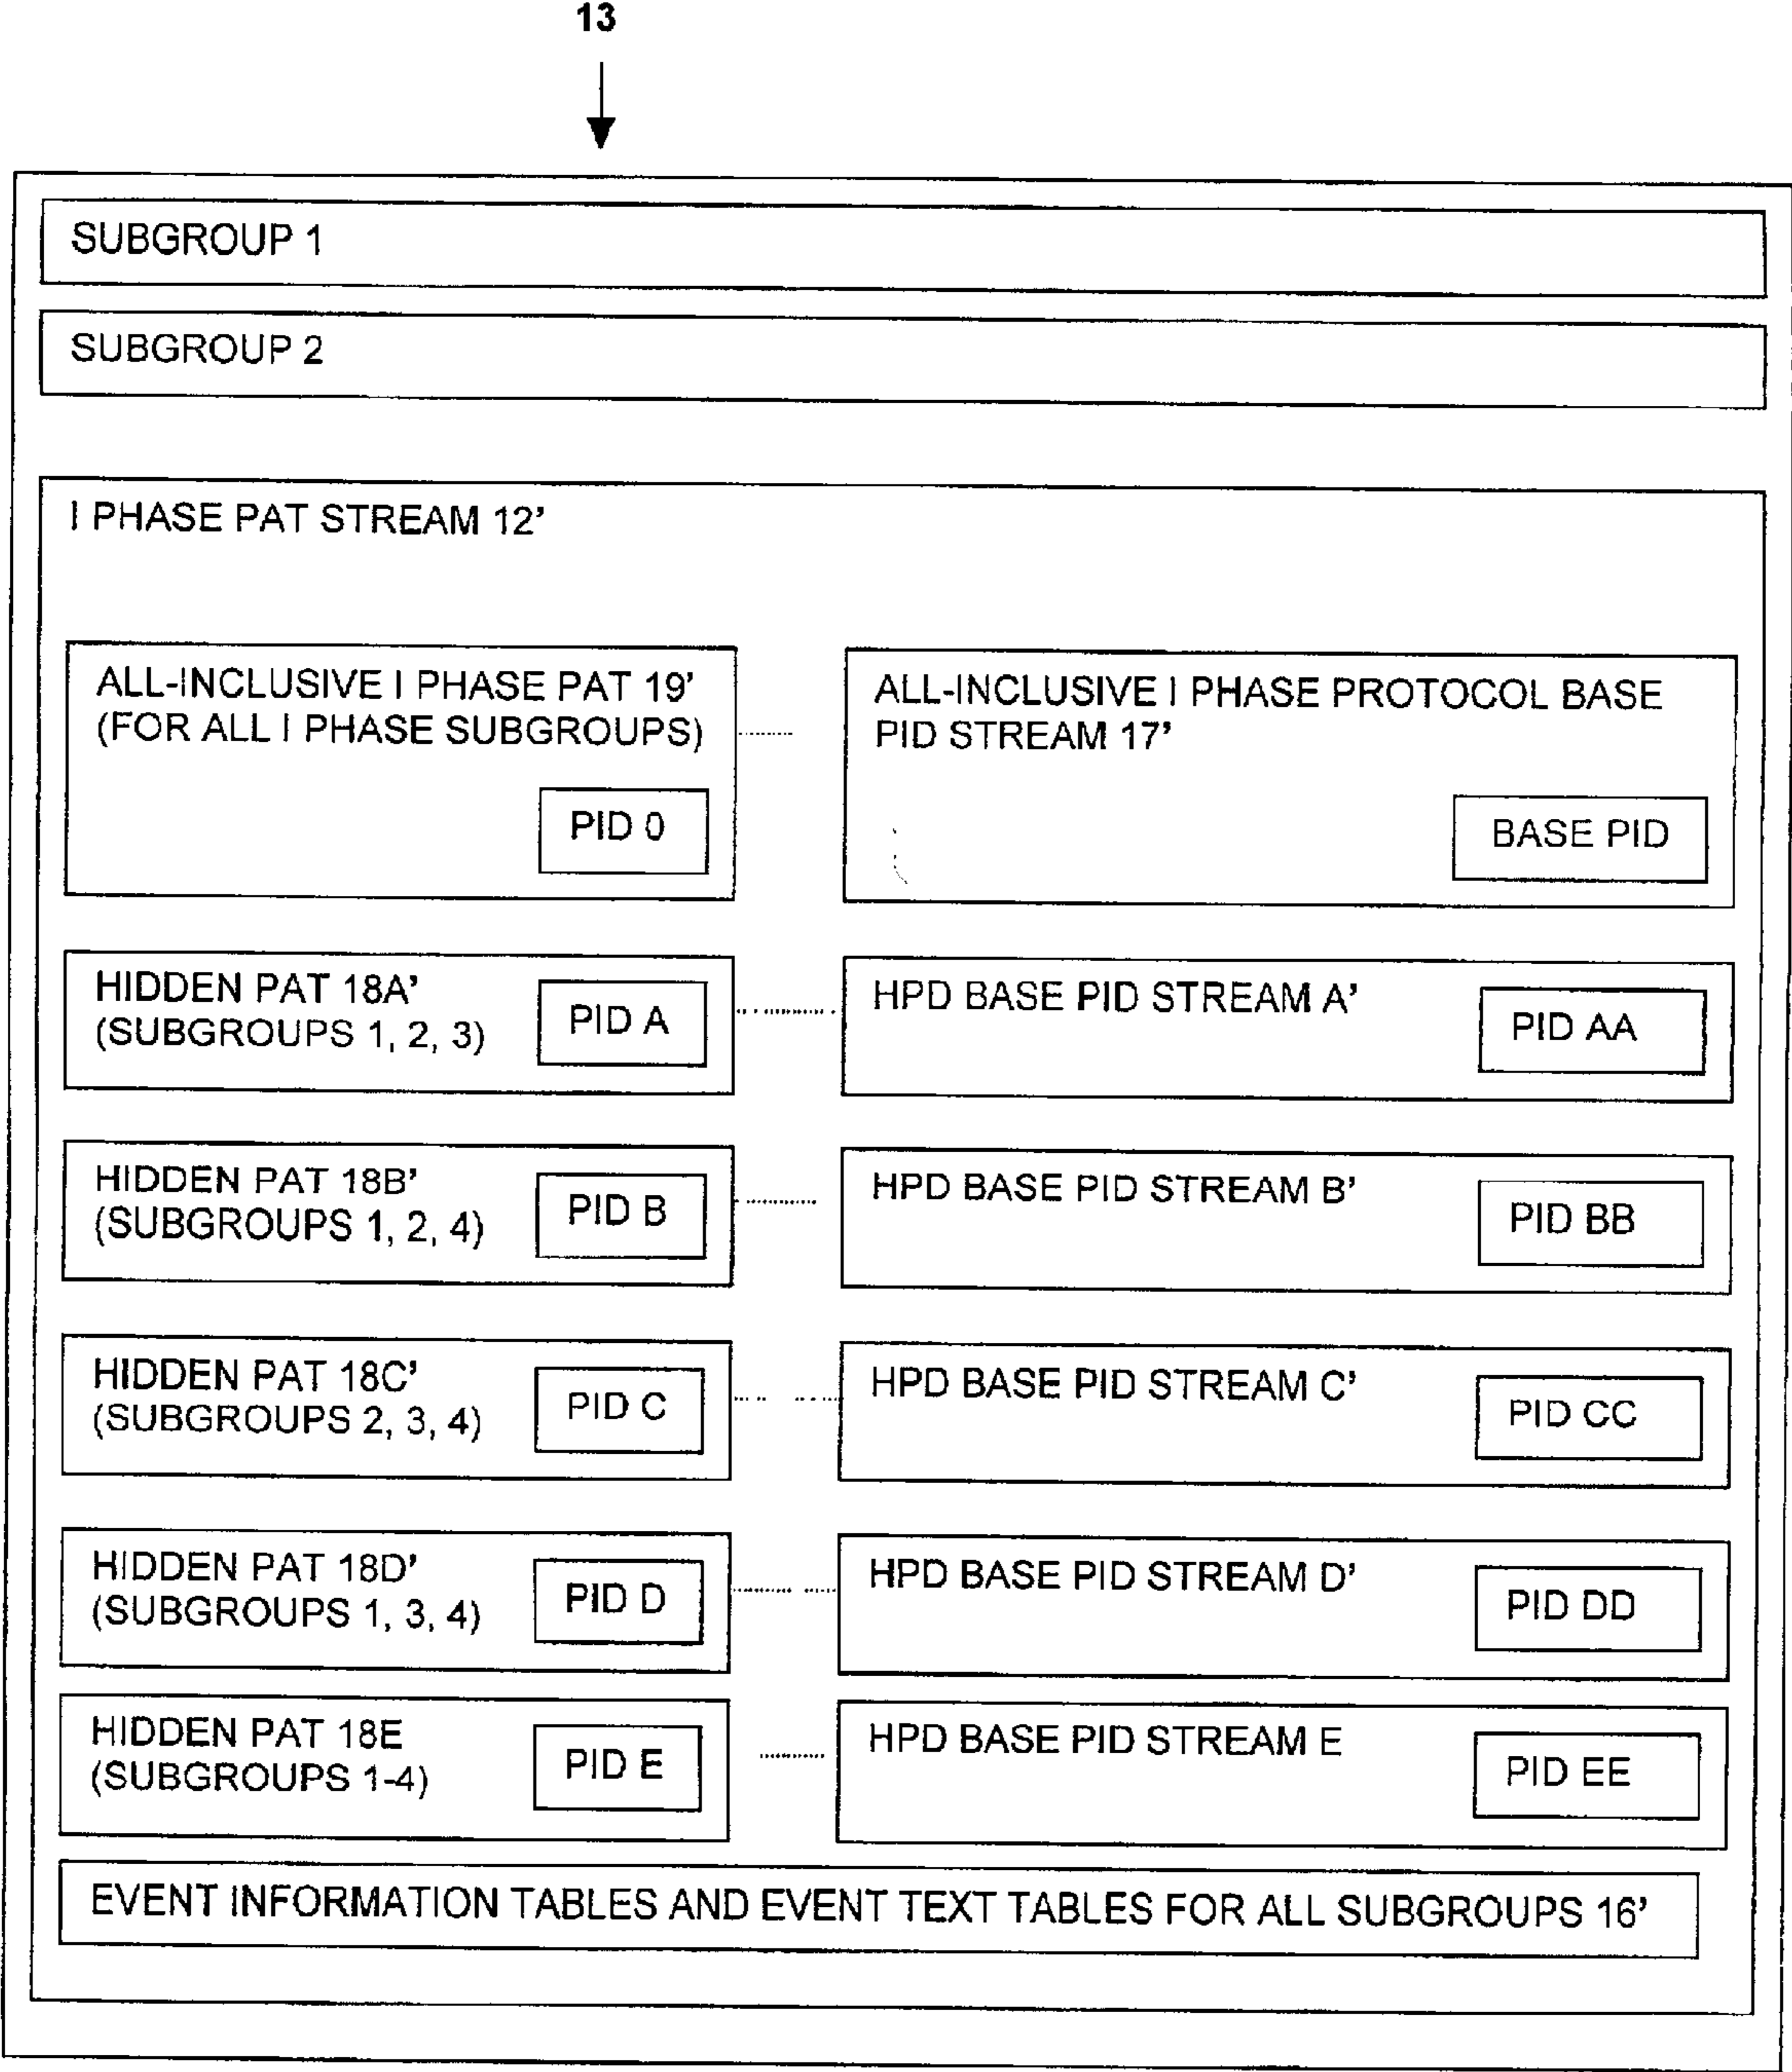 13
SUBGROUP 1
SUBGROUP 2
I PHASE PAT STREAM 12'
ALL-INCLUSIVE I PHASE PAT 19'
(FOR ALL I PHASE SUBGROUPS)
PID 0
ALL-INCLUSIVE I PHASE PROTOCOL BASE
PID STREAM 17'
BASE PID
HIDDEN PAT 18A'
(SUBGROUPS 1, 2, 3)
PID A
HPD BASE PID STREAM A'
PID AA
HIDDEN PAT 18B'
(SUBGROUPS 1, 2, 4)
PID B
HPD BASE PID STREAM B'
PID BB
HIDDEN PAT 18C'
(SUBGROUPS 2, 3, 4)
PID C
HPD BASE PID STREAM C'
PID CC
HIDDEN PAT 18D'
(SUBGROUPS 1, 3, 4)
PID D
HPD BASE PID STREAM D'
PID DD
HIDDEN PAT 18E
(SUBGROUPS 1-4)
PID E
HPD BASE PID STREAM E
PID EE
EVENT INFORMATION TABLES AND EVENT TEXT TABLES FOR ALL SUBGROUPS 16'